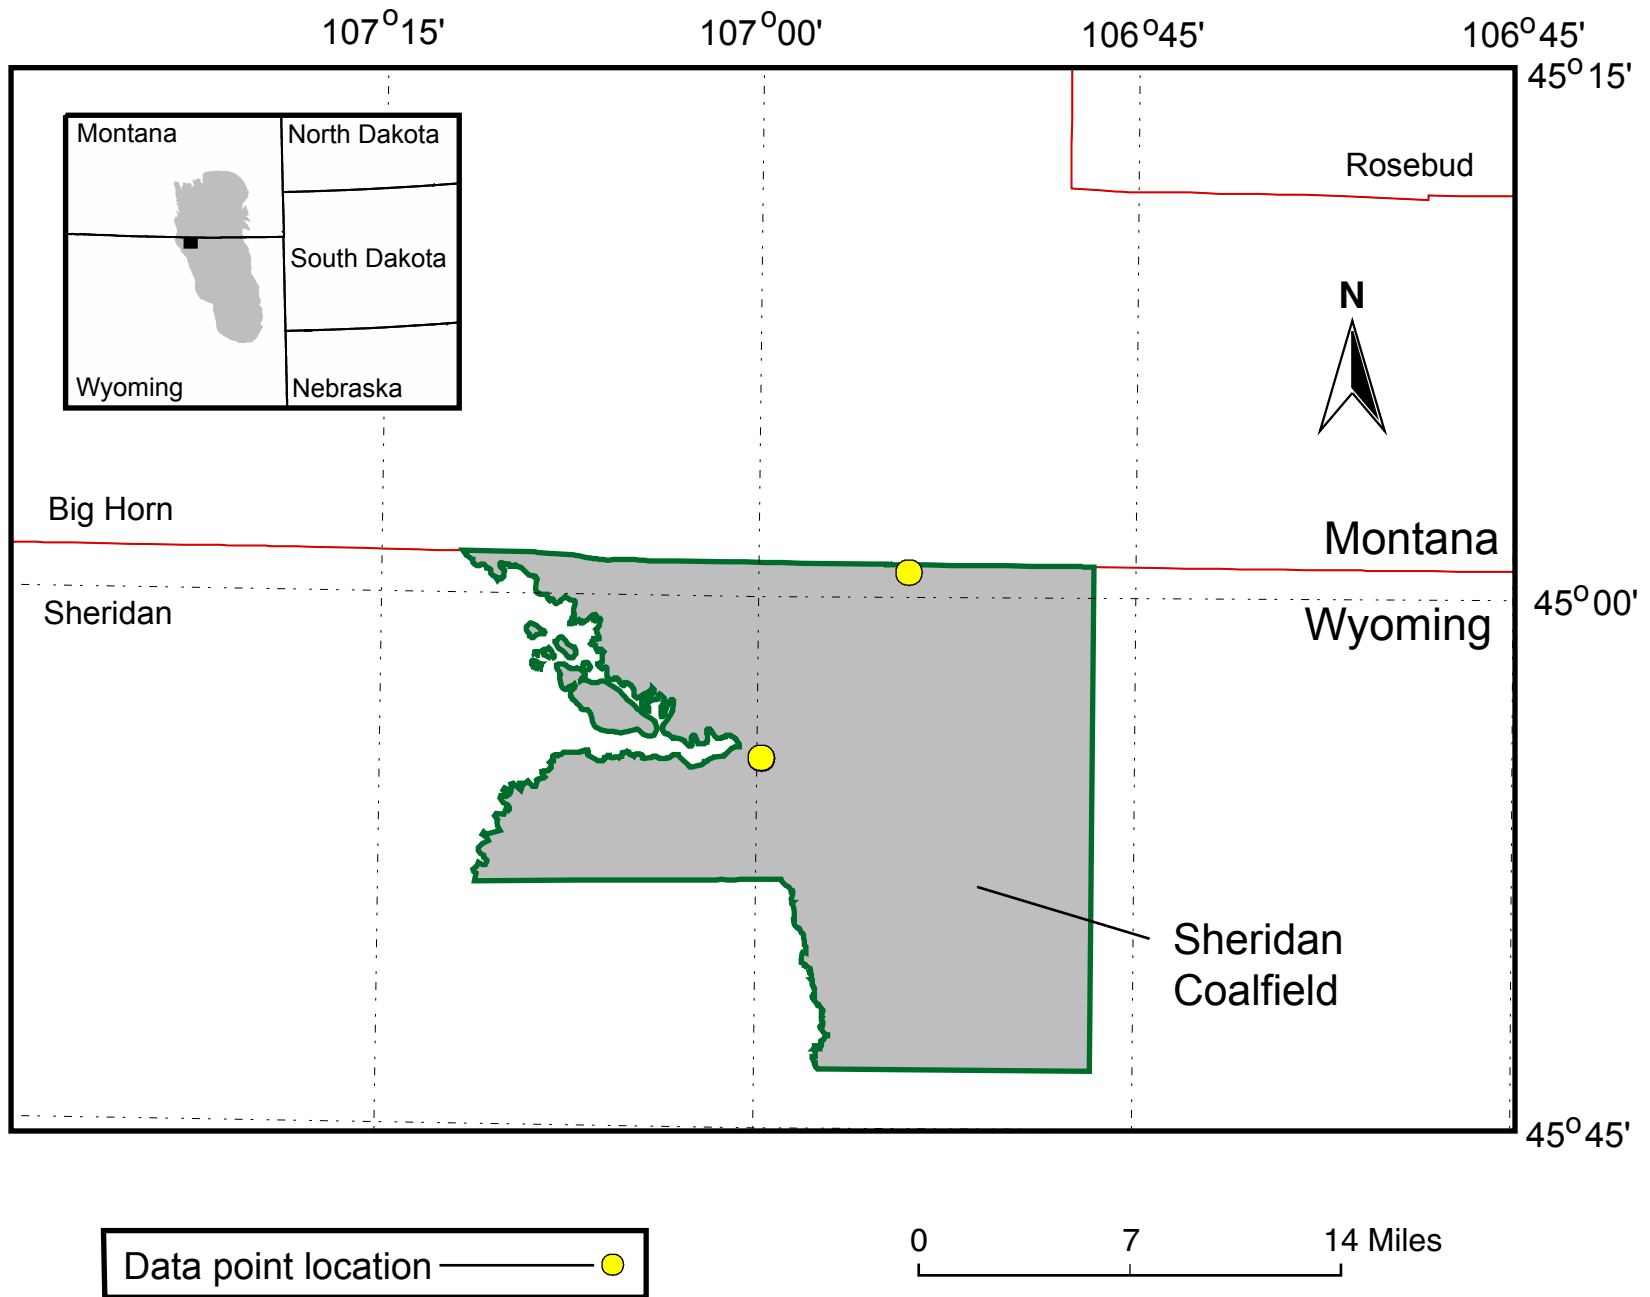 107°15' 107°00' 106°45' 106°45'
45°15'
Montana
North Dakota
South Dakota
Wyoming
Nebraska
Rosebud
N
Big Horn
Montana
Sheridan
45°00'
Wyoming
Sheridan
Coalfield
45°45'
Data point location
0 7 14 Miles